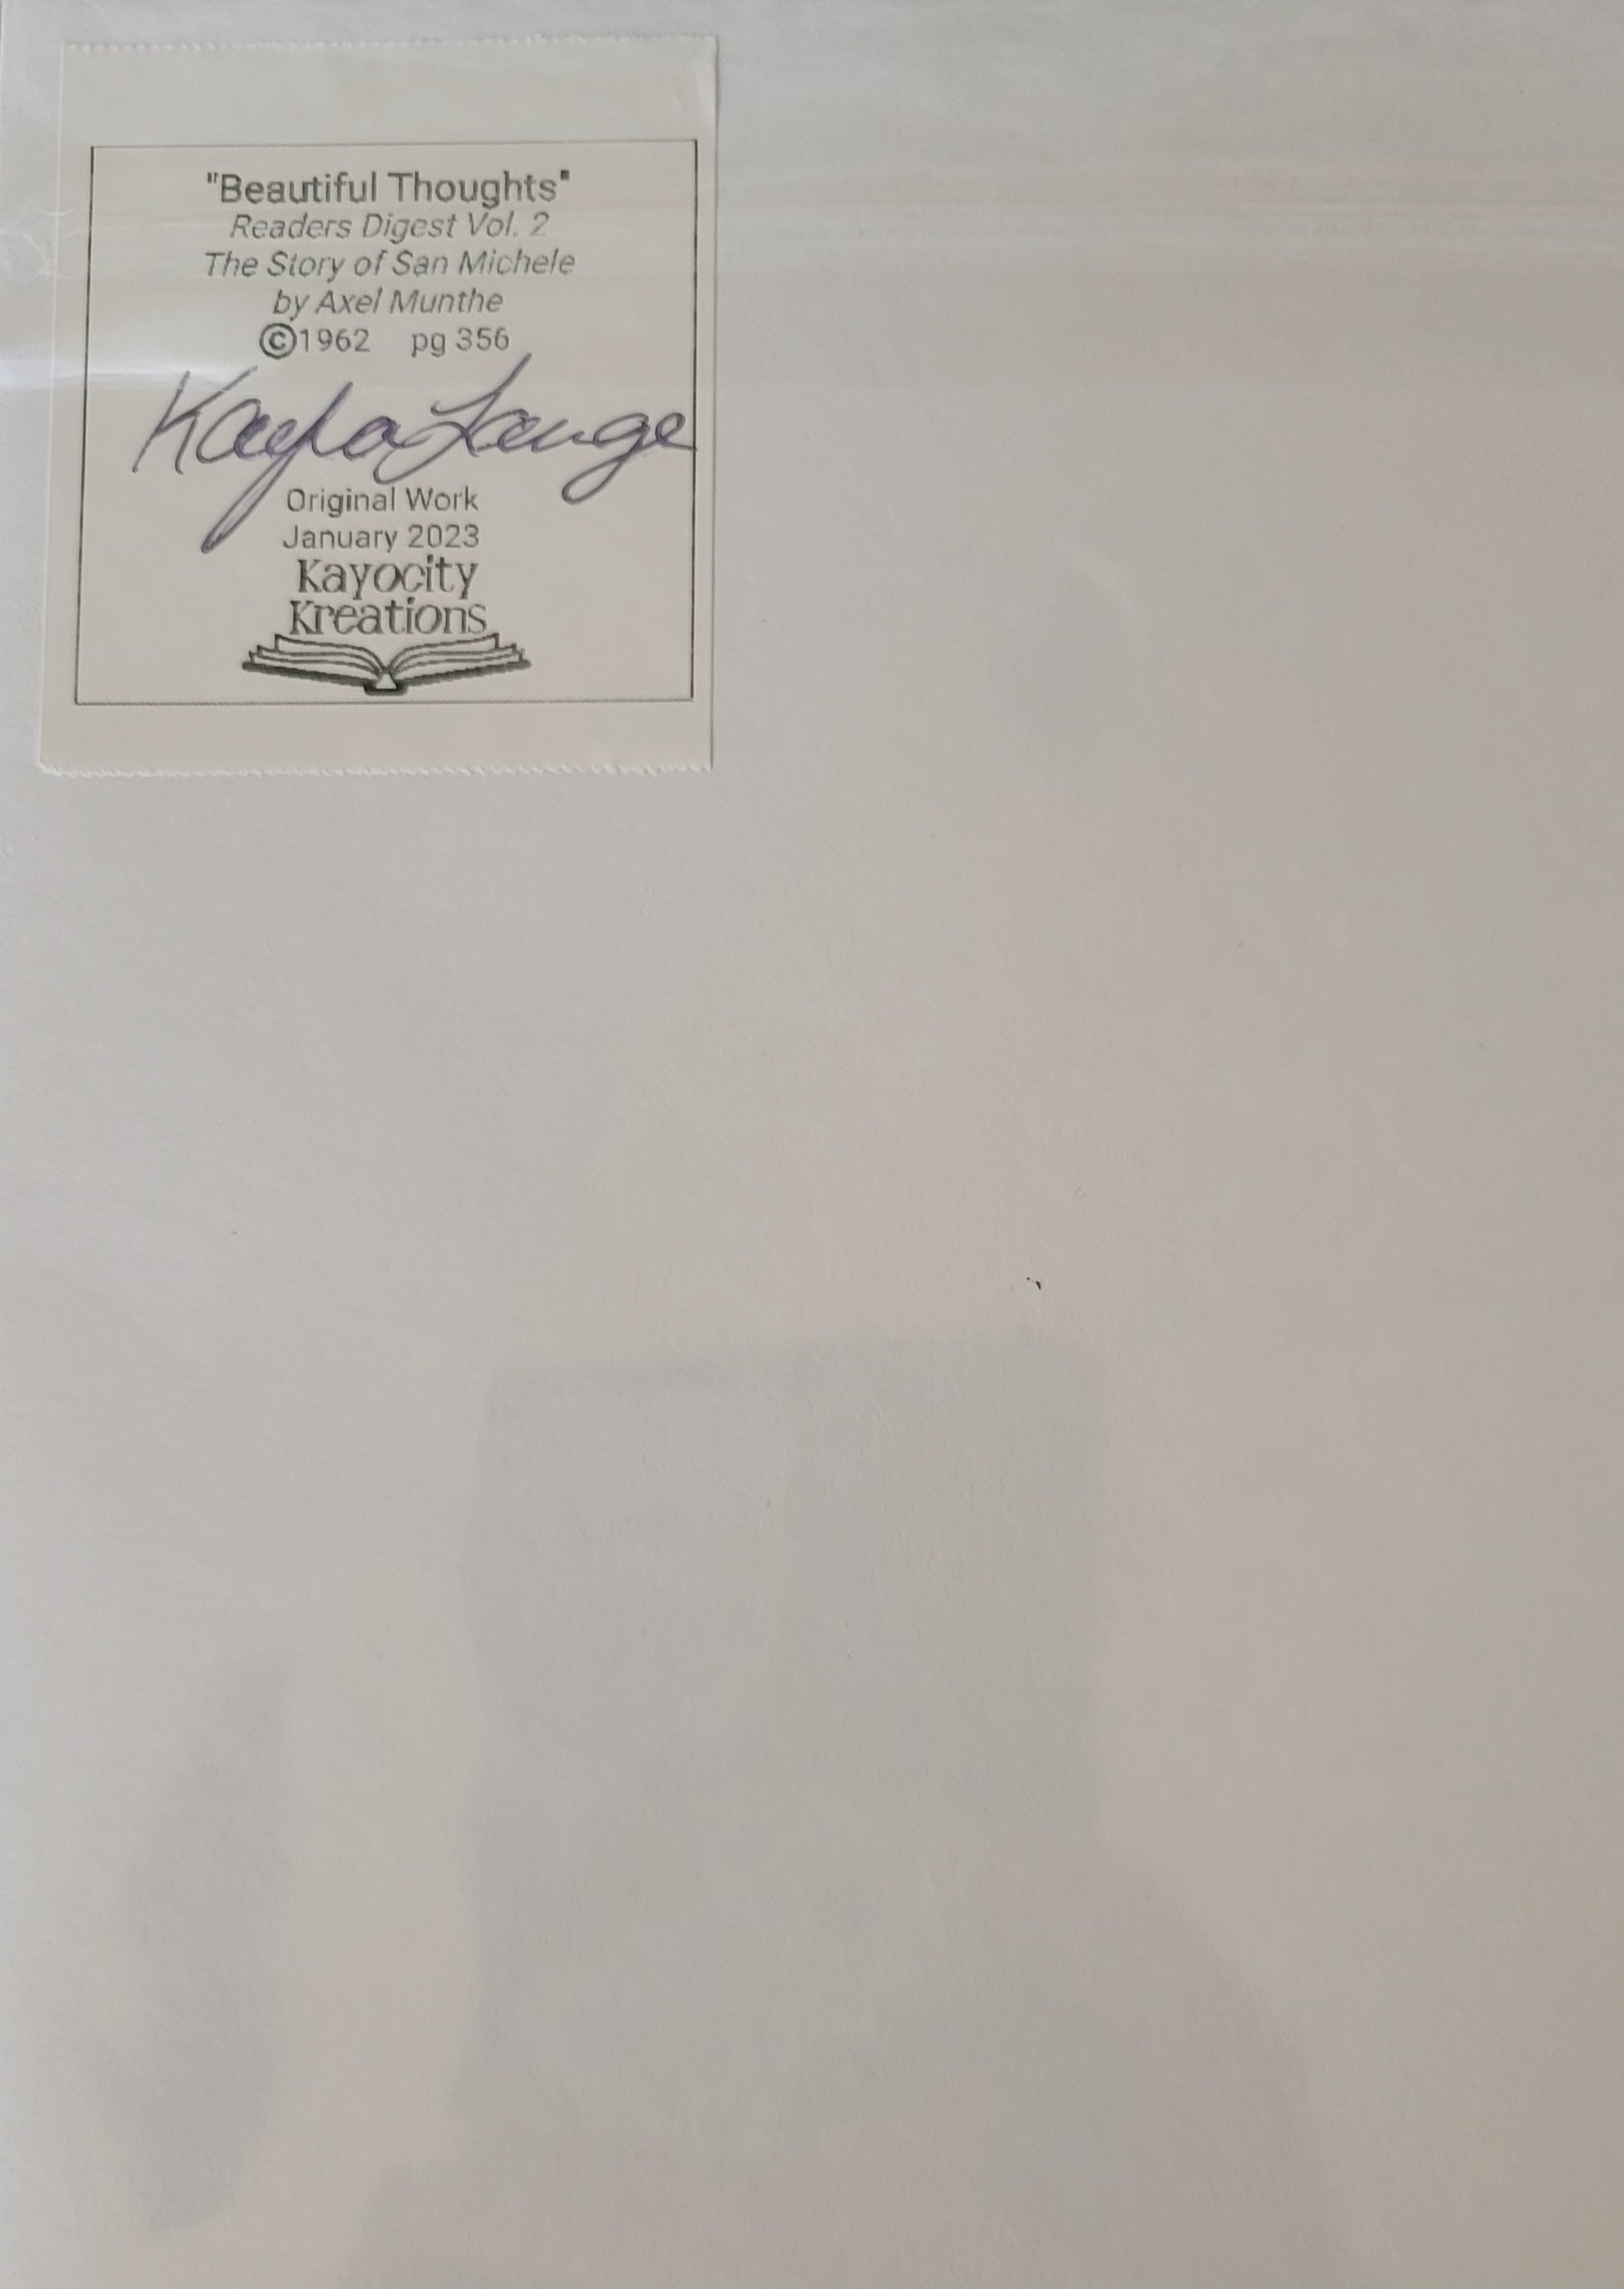 "Beautiful Thoughts"
Readers Digest Vol. 2
The Story of San Michele
by Axel Munthe
©1962 pg 356
Kayla Lange
Original Work
January 2023
Kayocity
Kreations